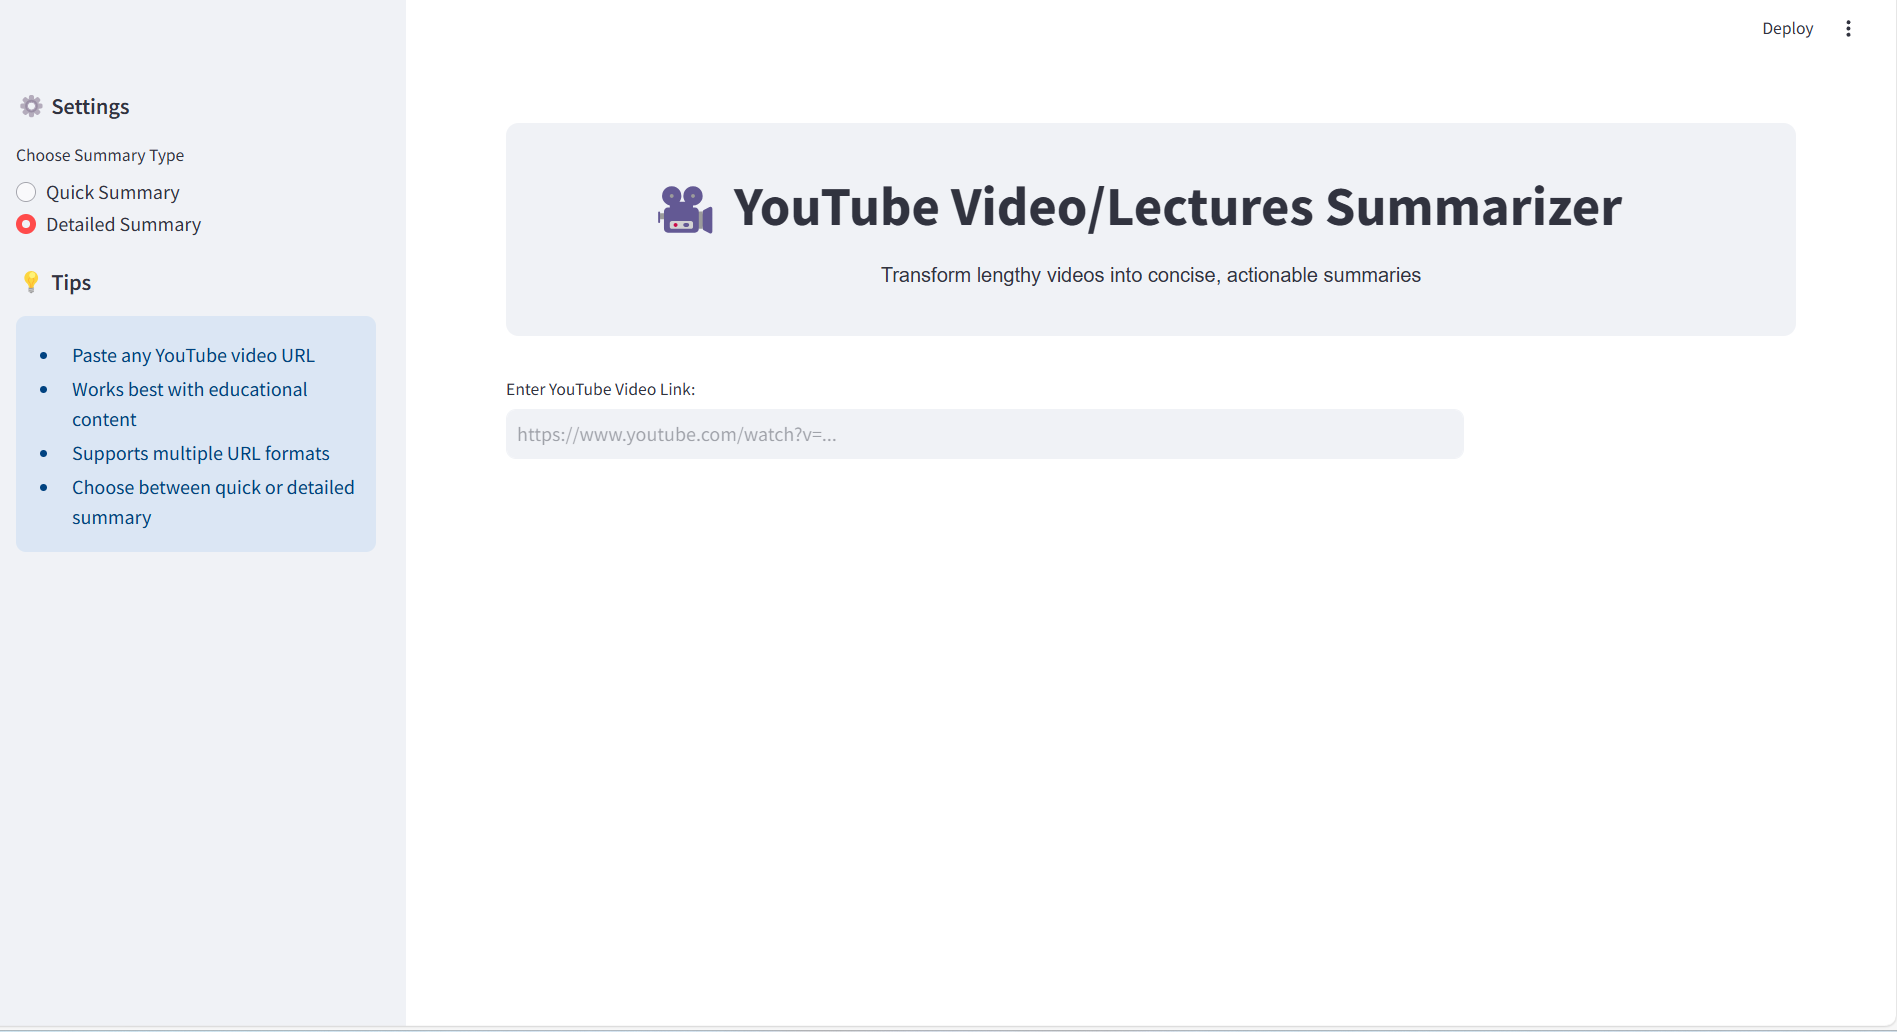 Deploy
Settings
Choose Summary Type
Quick Summary
Detailed Summary
Tips
Paste any YouTube video URL
Works best with educational
content
Supports multiple URL formats
Choose between quick or detailed
summary
YouTube Video/Lectures Summarizer
Transform lengthy videos into concise, actionable summaries
Enter YouTube Video Link:
https://www.youtube.com/watch?v=...